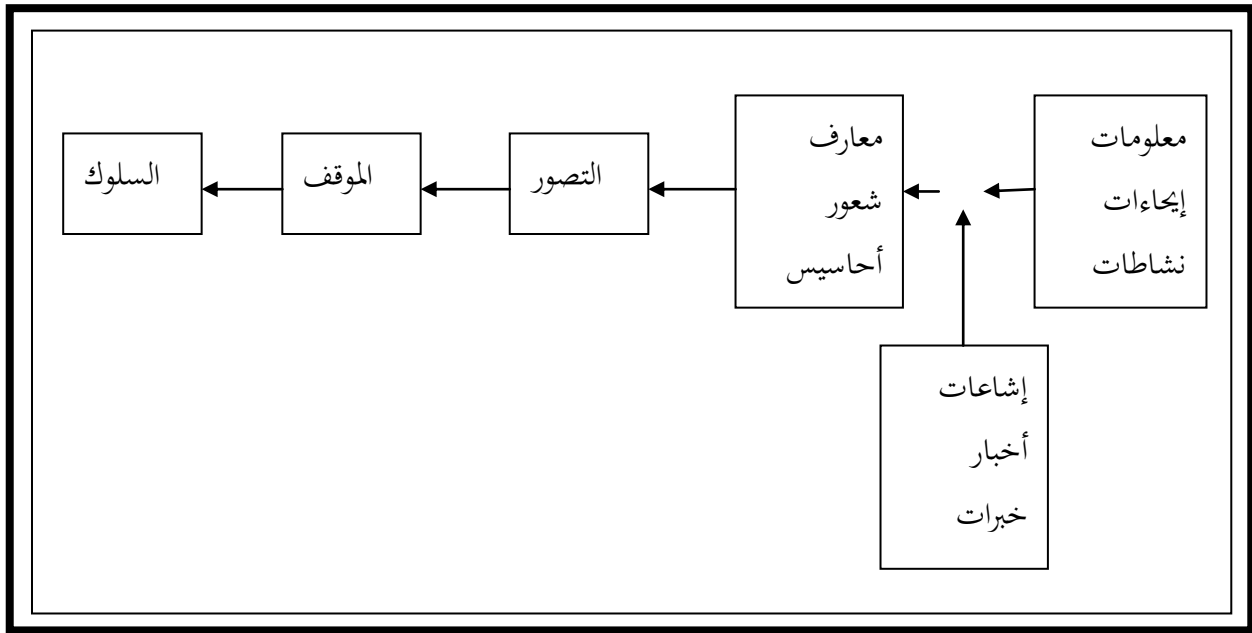 معلومات
إيحاءات
نشاطات
إشاعات
أخبار
خبرات
معارف
شعور
أحاسيس
التصور
الموقف
السلوك